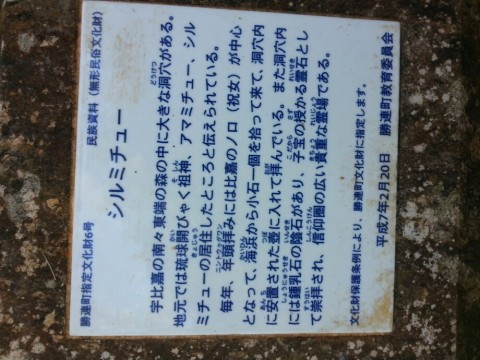 勝連町指定文化財6号 民族資料（無形民俗文化財）
シルミチュー
字比嘉の南々東端の森の中に大きな洞穴がある。
地元では琉球開びゃく祖神、アマミチュー、シル
ミチューの居住したところと伝えられている。
毎年、年頭拝みには比嘉のノロ（祝女）が中心
となって、海浜から小石一個を拾って来て、洞穴内
に安置された壺に入れて拝んでいる。また洞穴内
には鍾乳石の陰石があり、子宝の授かる霊石とし
て崇拝され、信仰圏の広い貴重な霊場である。
文化財保護条例により、勝連町文化財に指定します。
平成7年2月20日 勝連町教育委員会